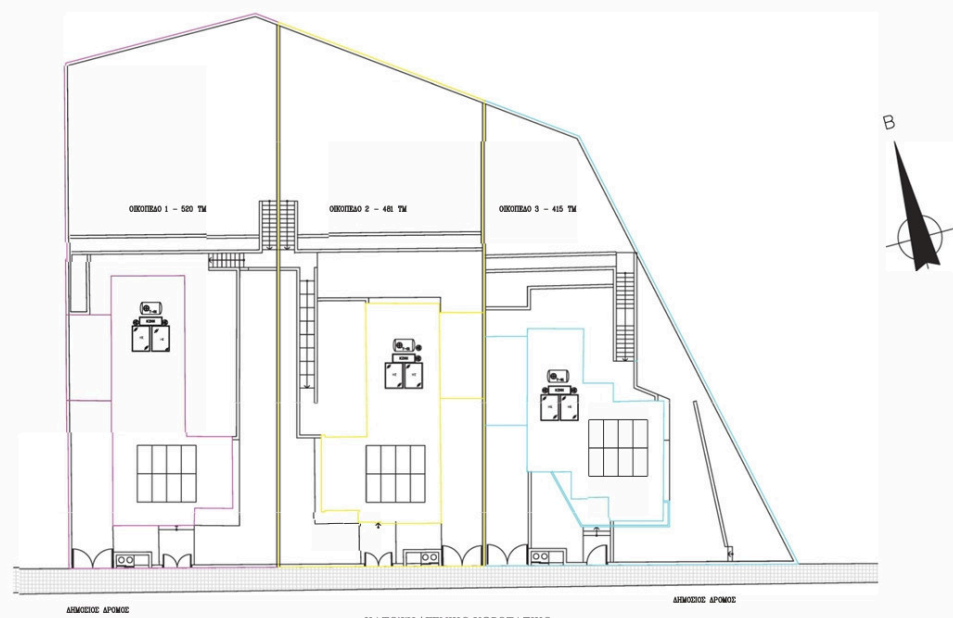 B
ΟΙΚΟΠΕΔΟ 1 - 520 ΤΜ
ΟΙΚΟΠΕΔΟ 2 - 481 ΤΜ
ΟΙΚΟΠΕΔΟ 3 - 415 ΤΜ
ΔΗΜΟΣΙΟΣ ΔΡΟΜΟΣ
ΔΗΜΟΣΙΟΣ ΔΡΟΜΟΣ